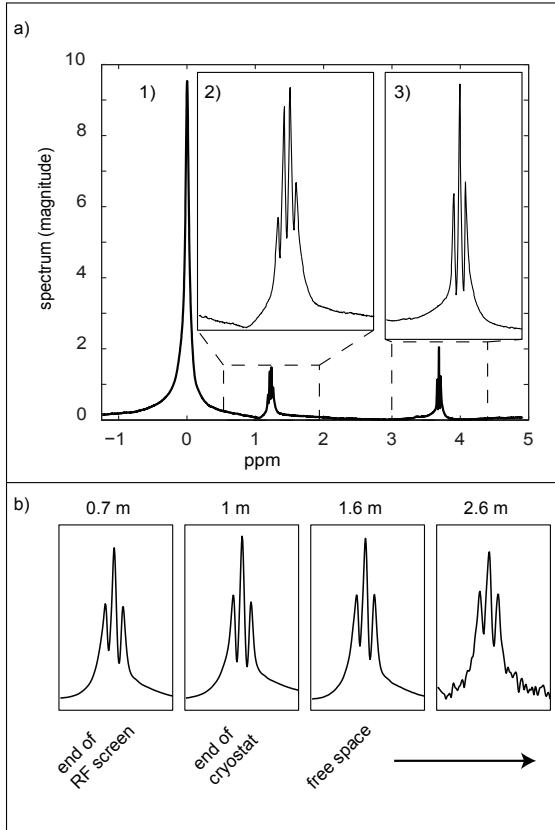 a)
10
1)
2)
3)
8
6
4
2
0
spectrum (magnitude)
−1
0
1
2
3
4
5
ppm
b)
0.7 m
1 m
1.6 m
2.6 m
end of
RF screen
end of
cryostat
free space